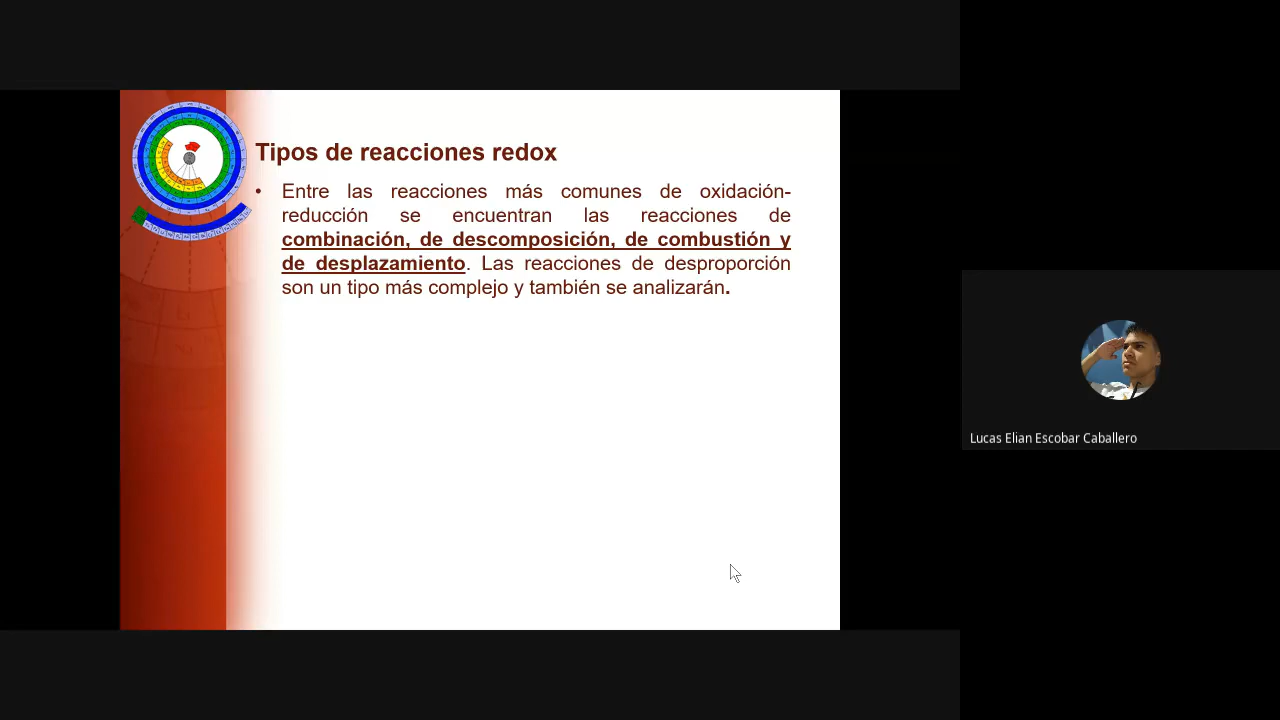 Tipos de reacciones redox
• Entre las reacciones más comunes de oxidación-
reducción se encuentran las reacciones de
combinación, de descomposición, de combustión y
de desplazamiento. Las reacciones de desproporción
son un tipo más complejo y también se analizarán.
Lucas Elian Escobar Caballero